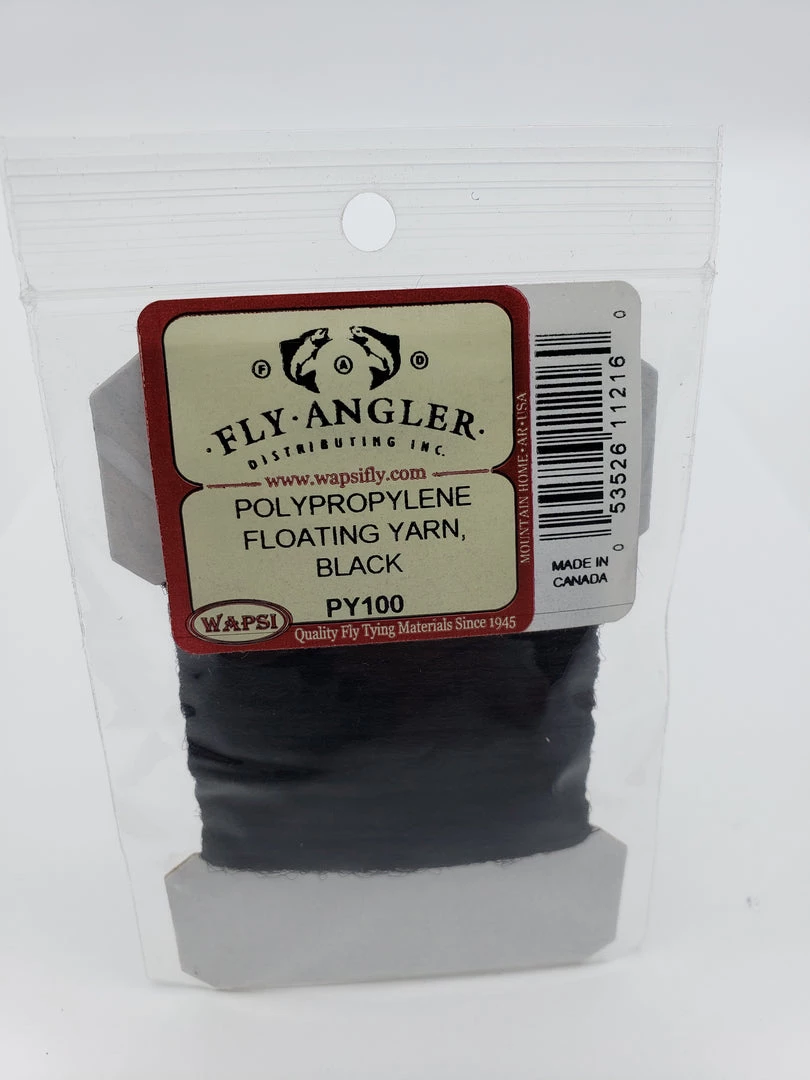 F A D
·FLY·ANGLER·
DISTRIBUTING INC.
www.wapsifly.com
POLYPROPYLENE
FLOATING YARN,
BLACK
PY100
WAPSI
Quality Fly Tying Materials Since 1945
MOUNTAIN HOME·AR·USA
0 53526 11216 0
MADE IN
CANADA